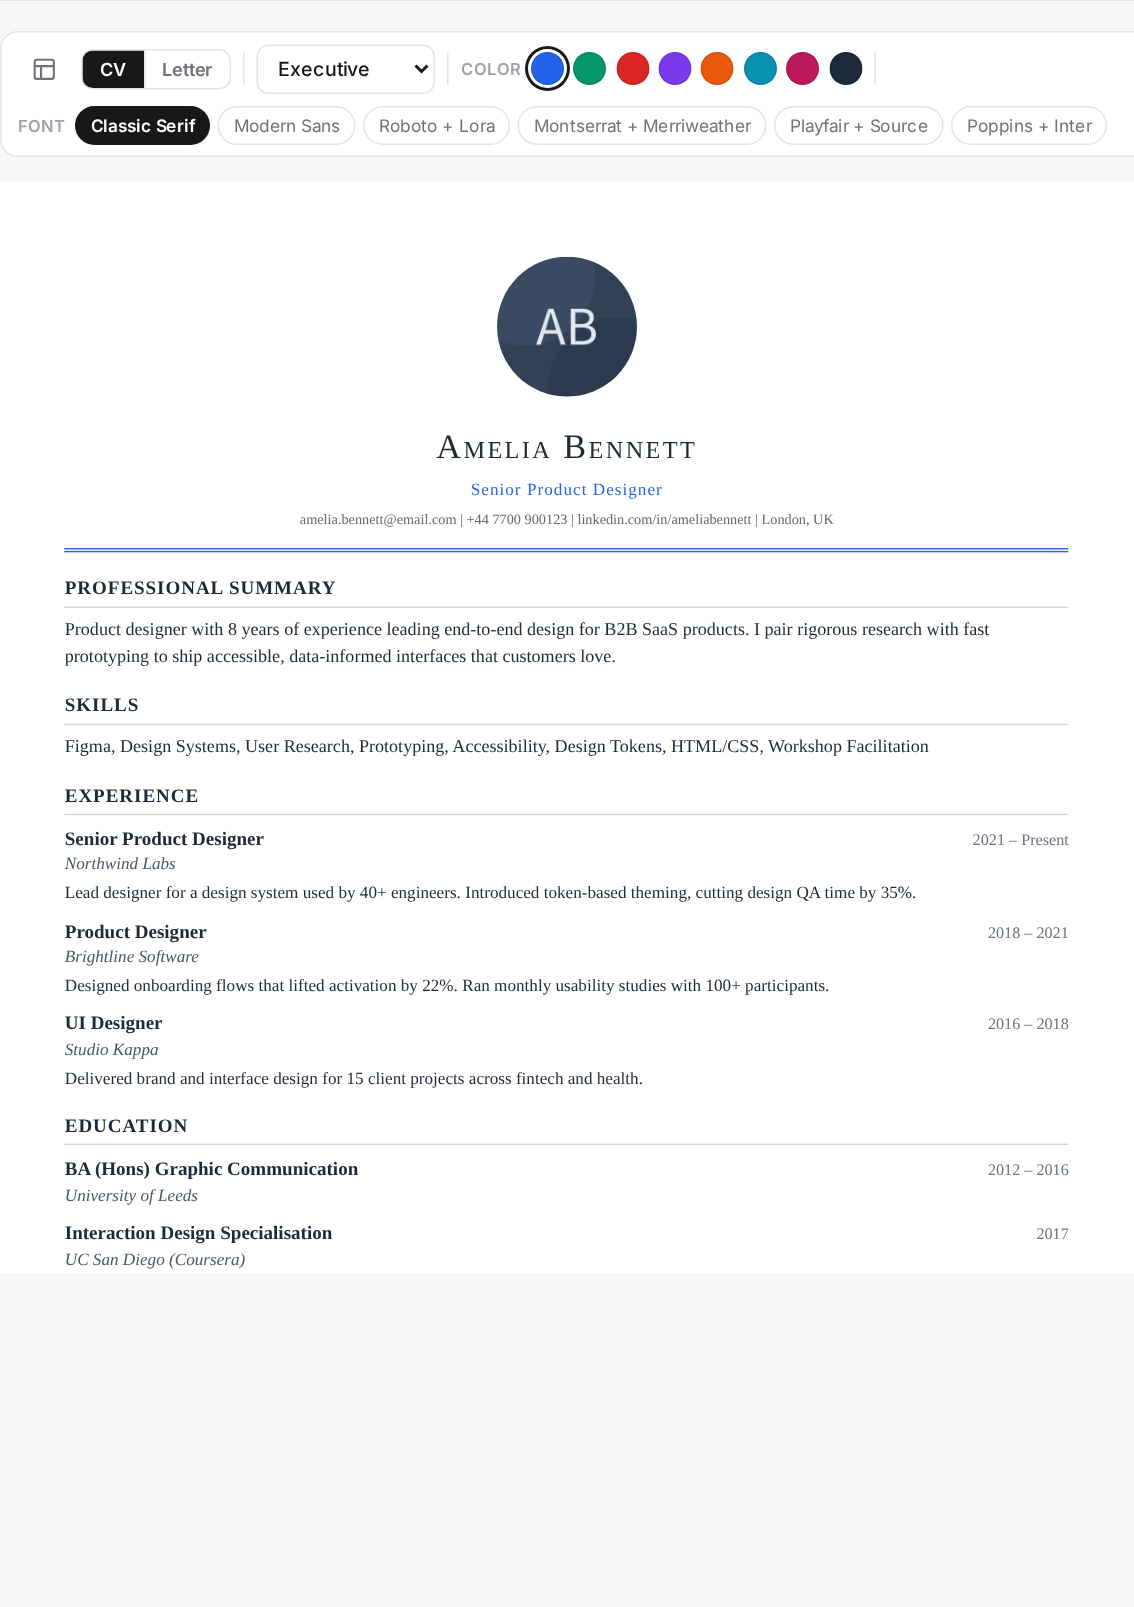 CV Letter Executive COLOR
FONT Classic Serif Modern Sans Roboto + Lora Montserrat + Merriweather Playfair + Source Poppins + Inter
AB
Amelia Bennett
Senior Product Designer
amelia.bennett@email.com | +44 7700 900123 | linkedin.com/in/ameliabennett | London, UK
PROFESSIONAL SUMMARY
Product designer with 8 years of experience leading end-to-end design for B2B SaaS products. I pair rigorous research with fast
prototyping to ship accessible, data-informed interfaces that customers love.
SKILLS
Figma, Design Systems, User Research, Prototyping, Accessibility, Design Tokens, HTML/CSS, Workshop Facilitation
EXPERIENCE
Senior Product Designer 2021 – Present
Northwind Labs
Lead designer for a design system used by 40+ engineers. Introduced token-based theming, cutting design QA time by 35%.
Product Designer 2018 – 2021
Brightline Software
Designed onboarding flows that lifted activation by 22%. Ran monthly usability studies with 100+ participants.
UI Designer 2016 – 2018
Studio Kappa
Delivered brand and interface design for 15 client projects across fintech and health.
EDUCATION
BA (Hons) Graphic Communication 2012 – 2016
University of Leeds
Interaction Design Specialisation 2017
UC San Diego (Coursera)